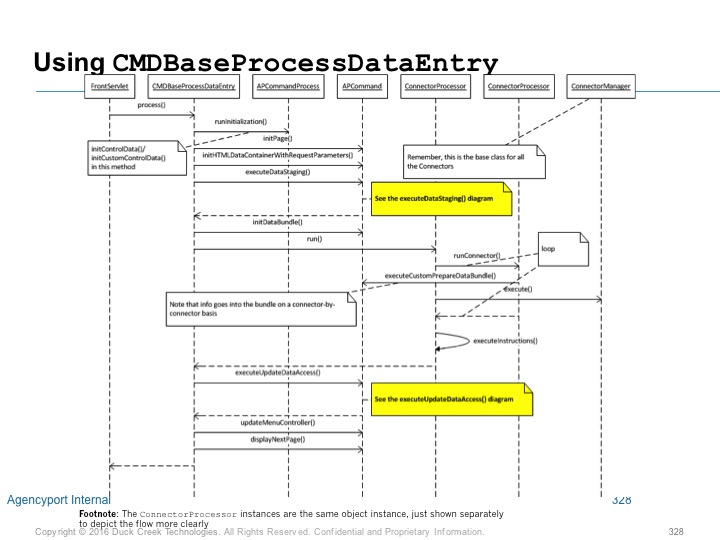 Using CMDBaseProcessDataEntry
FrontServlet
CMDBaseProcessDataEntry
APCommandProcess
APCommand
ConnectorProcessor
ConnectorProcessor
ConnectorManager
process()
runInitialization()
initPage()
initControlData()/
initCustomControlData()
in this method
initHTMLDataContainerWithRequestParameters()
Remember, this is the base class for all
the Connectors
executeDataStaging()
See the executeDataStaging() diagram
initDataBundle()
run()
loop
runConnector()
executeCustomPrepareDataBundle()
execute()
Note that info goes into the bundle on a connector-by-
connector basis
executeInstructions()
executeUpdateDataAccess()
See the executeUpdateDataAccess() diagram
updateMenuController()
displayNextPage()
Agencyport Internal
328
Footnote: The ConnectorProcessor instances are the same object instance, just shown separately
to depict the flow more clearly
Copyright © 2016 Duck Creek Technologies. All Rights Reserved. Confidential and Proprietary Information.
328